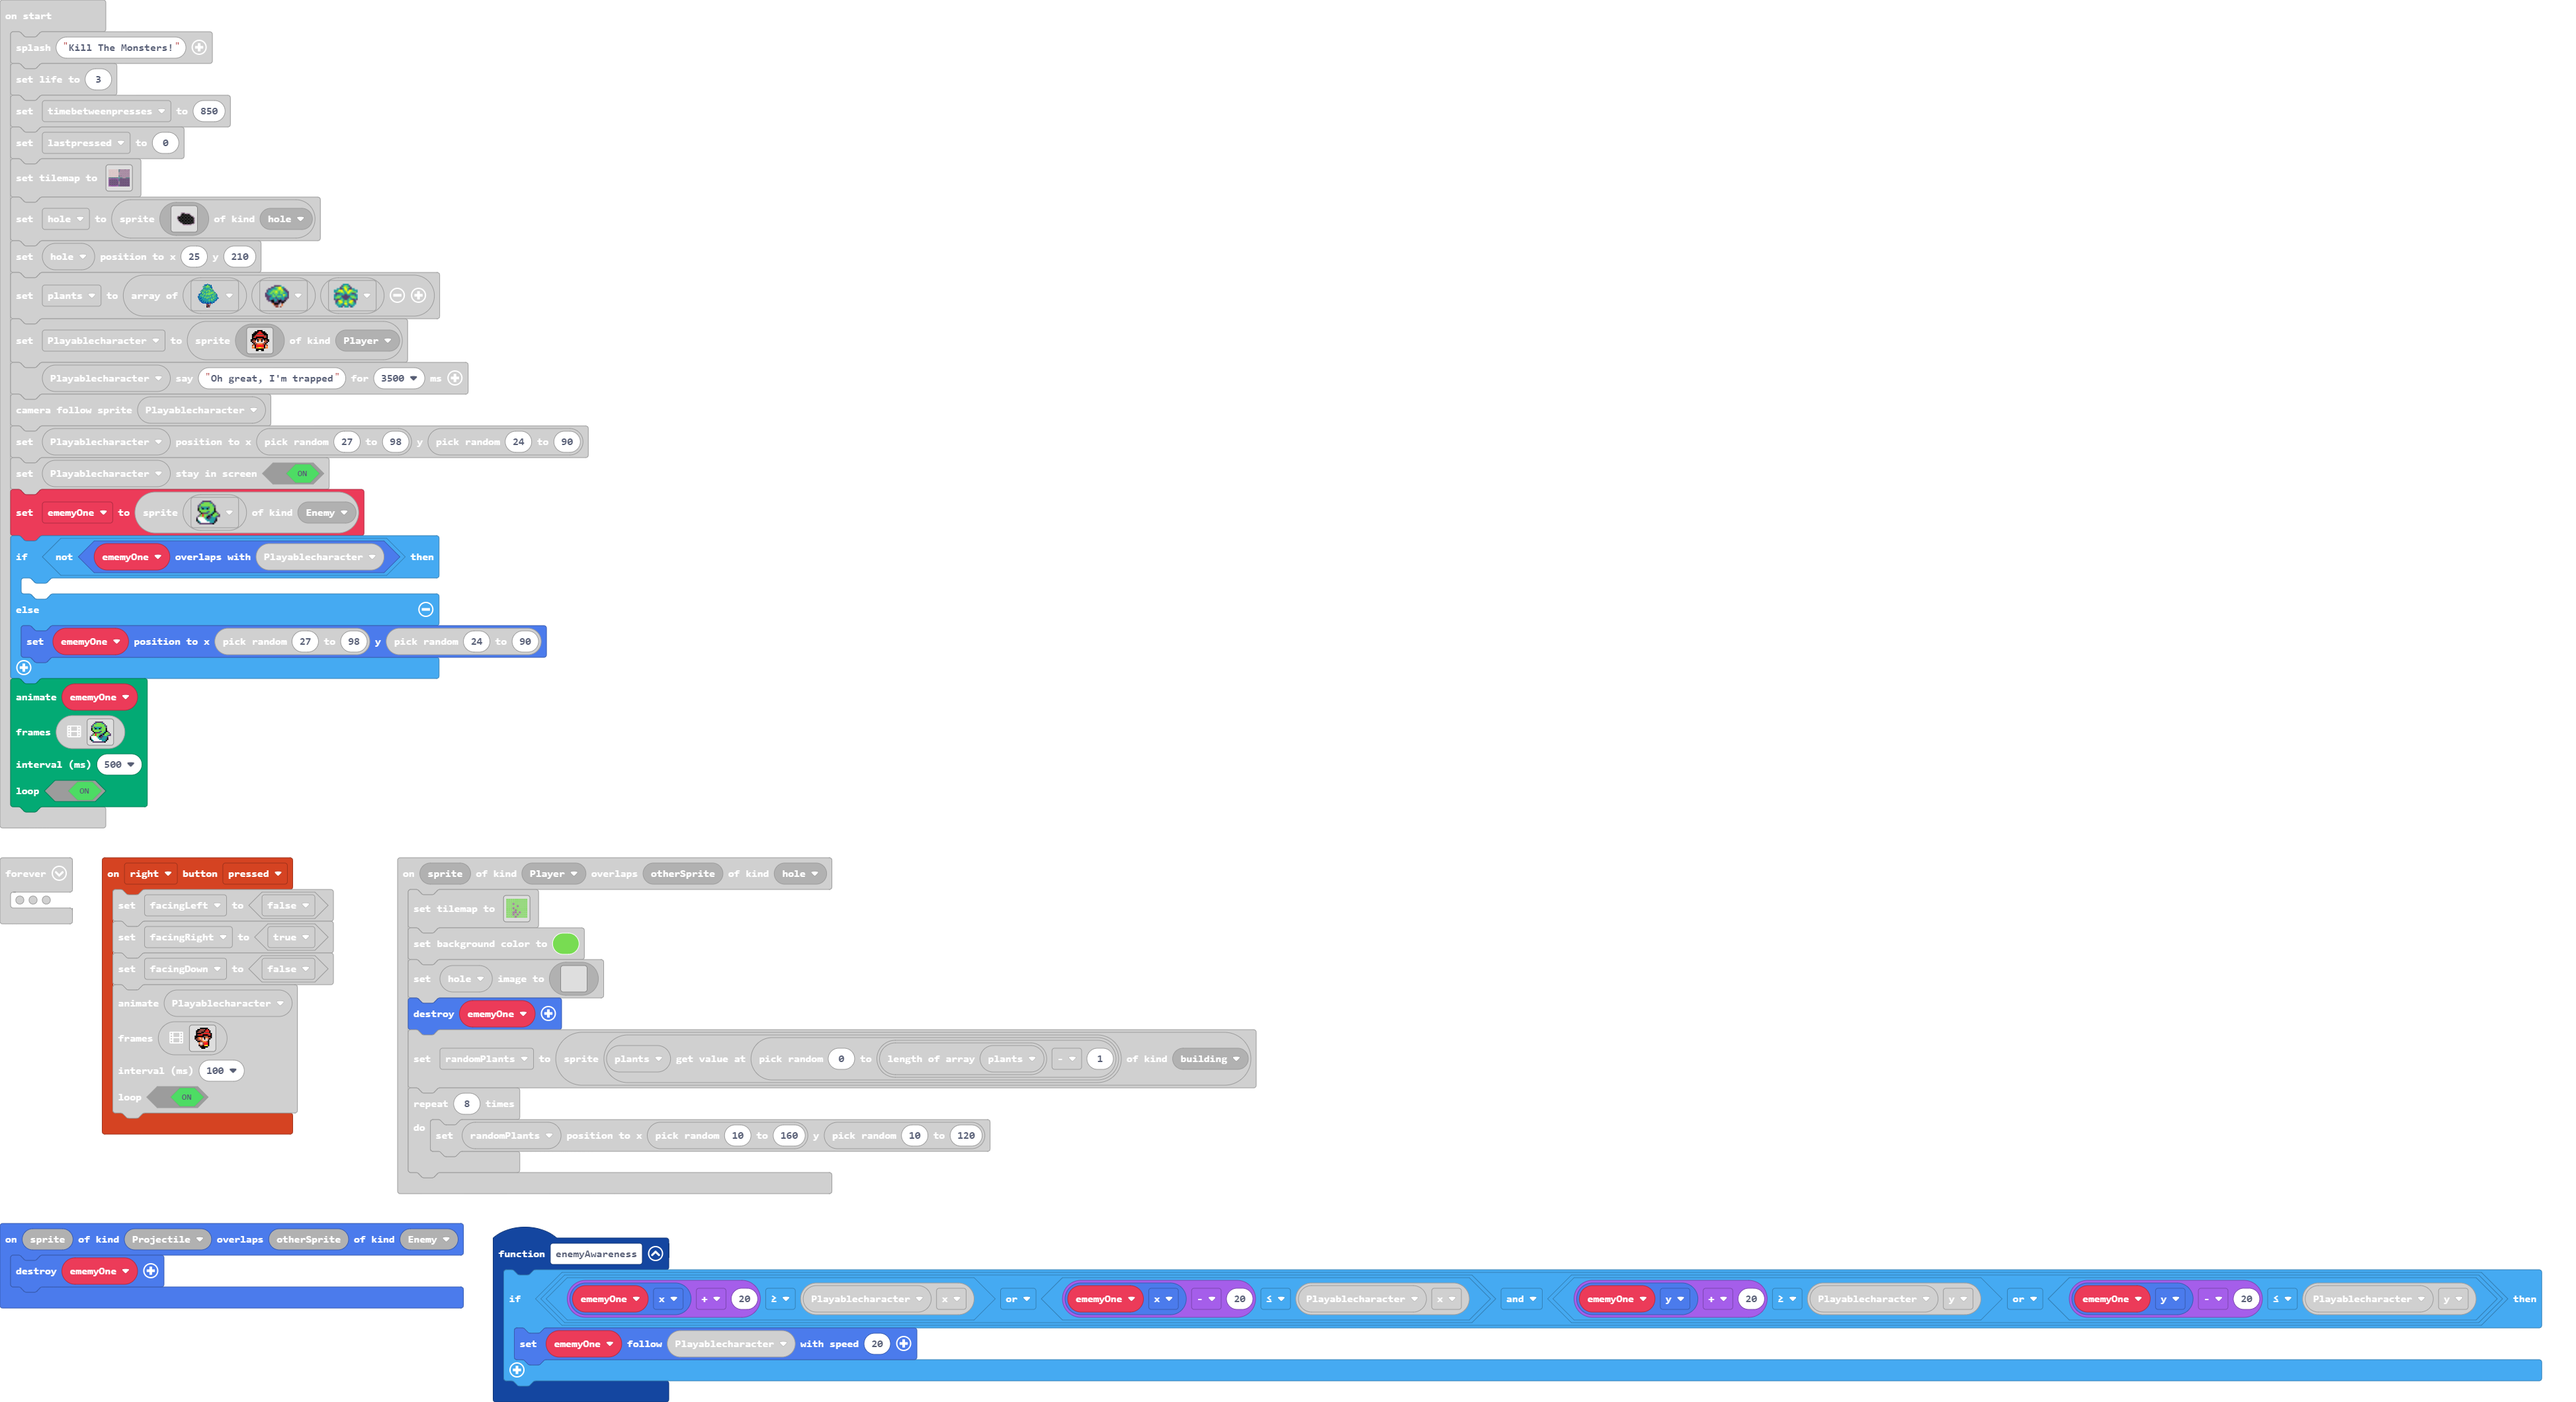 on start
splash "Kill The Monsters!"
set life to 3
set timebetweenpresses to 850
set lastpressed to 0
set tilemap to
set hole to sprite of kind hole
set hole position to x 25 y 210
set plants to array of
set Playablecharacter to sprite of kind Player
Playablecharacter say "Oh great, I'm trapped" for 3500 ms
camera follow sprite Playablecharacter
set Playablecharacter position to x pick random 27 to 98 y pick random 24 to 90
set Playablecharacter stay in screen ON
set ememyOne to sprite of kind Enemy
if not ememyOne overlaps with Playablecharacter then
else
set ememyOne position to x pick random 27 to 98 y pick random 24 to 90
animate ememyOne
frames
interval (ms) 500
loop ON
forever
on right button pressed
set facingLeft to false
set facingRight to true
set facingDown to false
animate Playablecharacter
frames
interval (ms) 100
loop ON
on sprite of kind Player overlaps otherSprite of kind hole
set tilemap to
set background color to
set hole image to
destroy ememyOne
set randomPlants to sprite plants get value at pick random 0 to length of array plants - 1 of kind building
repeat 8 times
do set randomPlants position to x pick random 10 to 160 y pick random 10 to 120
on sprite of kind Projectile overlaps otherSprite of kind Enemy
destroy ememyOne
function enemyAwareness
if ememyOne x + 20 ≥ Playablecharacter x or ememyOne x - 20 ≤ Playablecharacter x and ememyOne y + 20 ≥ Playablecharacter y or ememyOne y - 20 ≤ Playablecharacter y then
set ememyOne follow Playablecharacter with speed 20